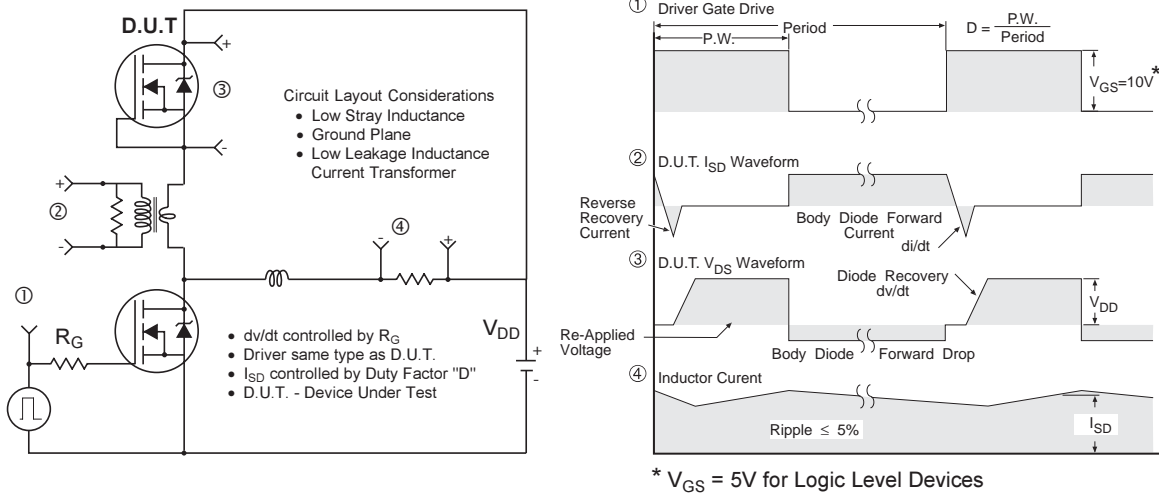 D.U.T
+
③
-
Circuit Layout Considerations
• Low Stray Inductance
• Ground Plane
• Low Leakage Inductance
Current Transformer
+
②
-
④
-
+
①
R_G
• dv/dt controlled by R_G
• Driver same type as D.U.T.
• I_SD controlled by Duty Factor "D"
• D.U.T. - Device Under Test
V_DD
+
-
① Driver Gate Drive
P.W.
Period
D = P.W. / Period
V_GS=10V*
② D.U.T. I_SD Waveform
Reverse
Recovery
Current
Body Diode Forward
Current
di/dt
③ D.U.T. V_DS Waveform
Diode Recovery
dv/dt
V_DD
Re-Applied
Voltage
Body Diode Forward Drop
④ Inductor Curent
Ripple ≤ 5%
I_SD
* V_GS = 5V for Logic Level Devices